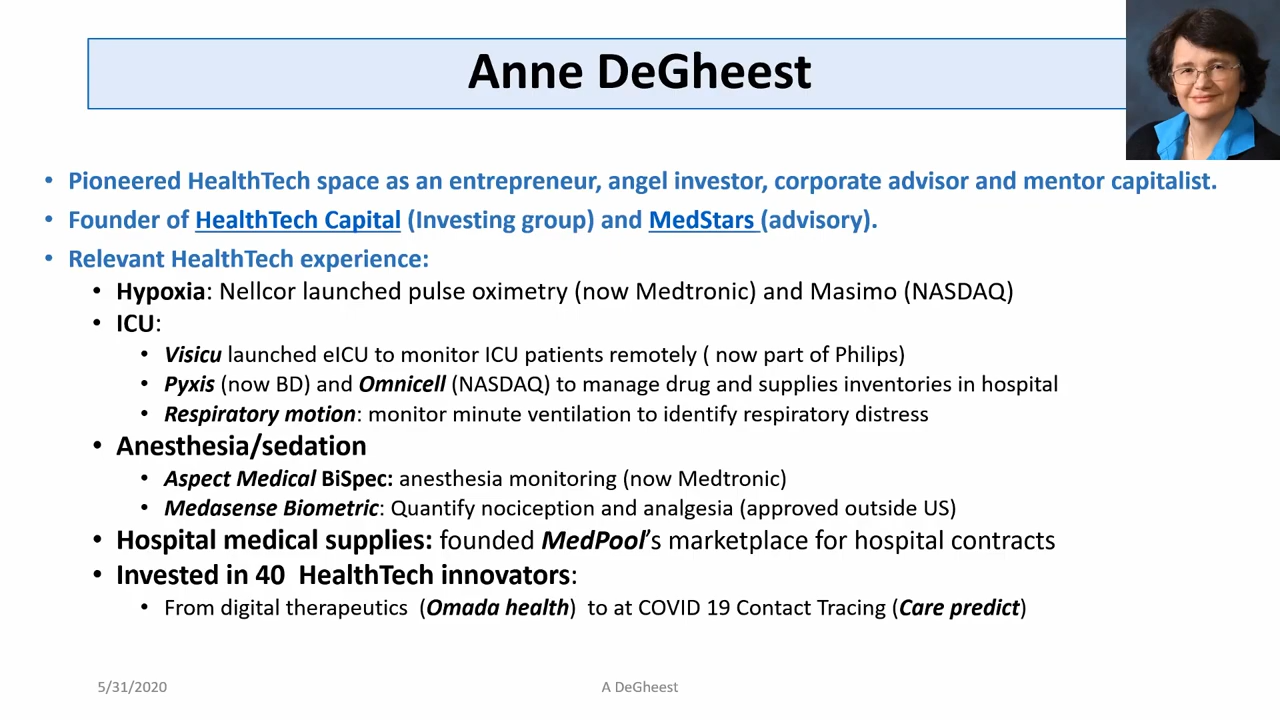 Anne DeGheest
• Pioneered HealthTech space as an entrepreneur, angel investor, corporate advisor and mentor capitalist.
• Founder of HealthTech Capital (Investing group) and MedStars (advisory).
• Relevant HealthTech experience:
• Hypoxia: Nellcor launched pulse oximetry (now Medtronic) and Masimo (NASDAQ)
• ICU:
• Visicu launched eICU to monitor ICU patients remotely ( now part of Philips)
• Pyxis (now BD) and Omnicell (NASDAQ) to manage drug and supplies inventories in hospital
• Respiratory motion: monitor minute ventilation to identify respiratory distress
• Anesthesia/sedation
• Aspect Medical BiSpec: anesthesia monitoring (now Medtronic)
• Medasense Biometric: Quantify nociception and analgesia (approved outside US)
• Hospital medical supplies: founded MedPool's marketplace for hospital contracts
• Invested in 40 HealthTech innovators:
• From digital therapeutics (Omada health) to at COVID 19 Contact Tracing (Care predict)
5/31/2020
A DeGheest